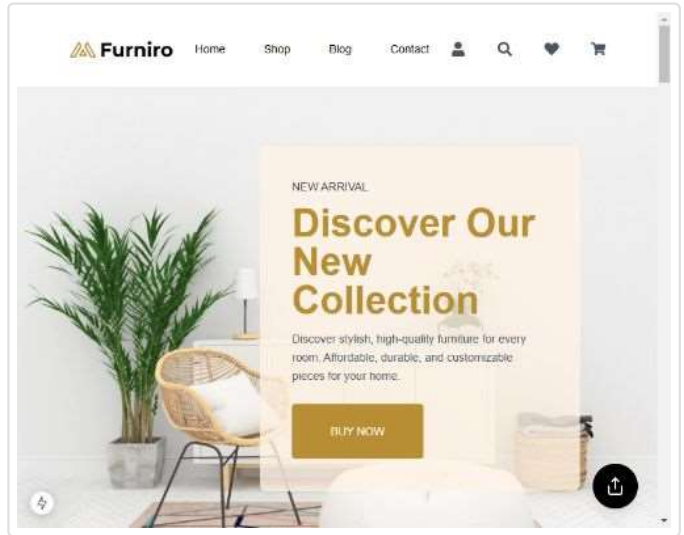 Furniro Home Shop Blog Contact
NEW ARRIVAL
Discover Our
New
Collection
Discover stylish, high-quality furniture for every
room. Affordable, durable, and customizable
pieces for your home.
BUY NOW